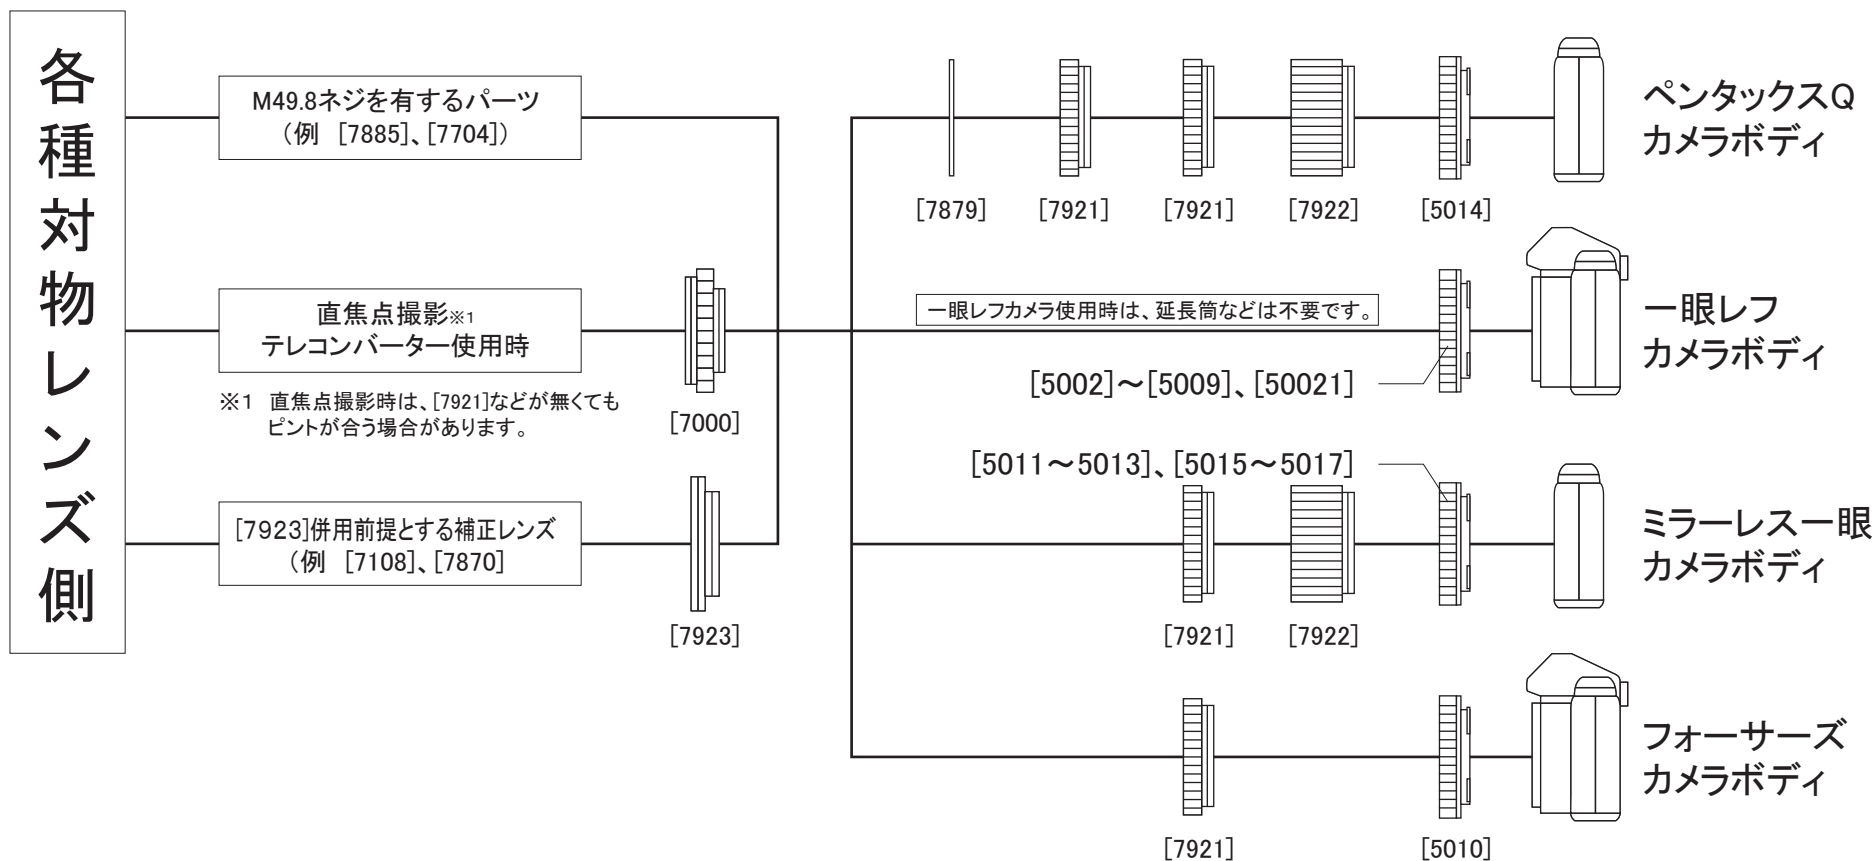 各種対物レンズ側
M49.8ネジを有するパーツ
（例　[7885]、[7704]）
直焦点撮影※1
テレコンバーター使用時
※1　直焦点撮影時は、[7921]などが無くても
ピントが合う場合があります。
[7000]
[7923]併用前提とする補正レンズ
（例　[7108]、[7870]
[7923]
[7879]
[7921]
[7921]
[7922]
[5014]
ペンタックスQ
カメラボディ
一眼レフカメラ使用時は、延長筒などは不要です。
[5002]～[5009]、[50021]
一眼レフ
カメラボディ
[5011～5013]、[5015～5017]
[7921]
[7922]
ミラーレス一眼
カメラボディ
[7921]
[5010]
フォーサーズ
カメラボディ